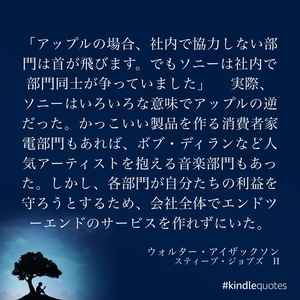 「アップルの場合、社内で協力しない部
門は首が飛びます。でもソニーは社内で
部門同士が争っていました」　実際、
ソニーはいろいろな意味でアップルの逆
だった。かっこいい製品を作る消費者家
電部門もあれば、ボブ・ディランなど人
気アーティストを抱える音楽部門もあっ
た。しかし、各部門が自分たちの利益を
守ろうとするため、会社全体でエンドツ
ーエンドのサービスを作れずにいた。
ウォルター・アイザックソン
スティーブ・ジョブズ　II
#kindlequotes